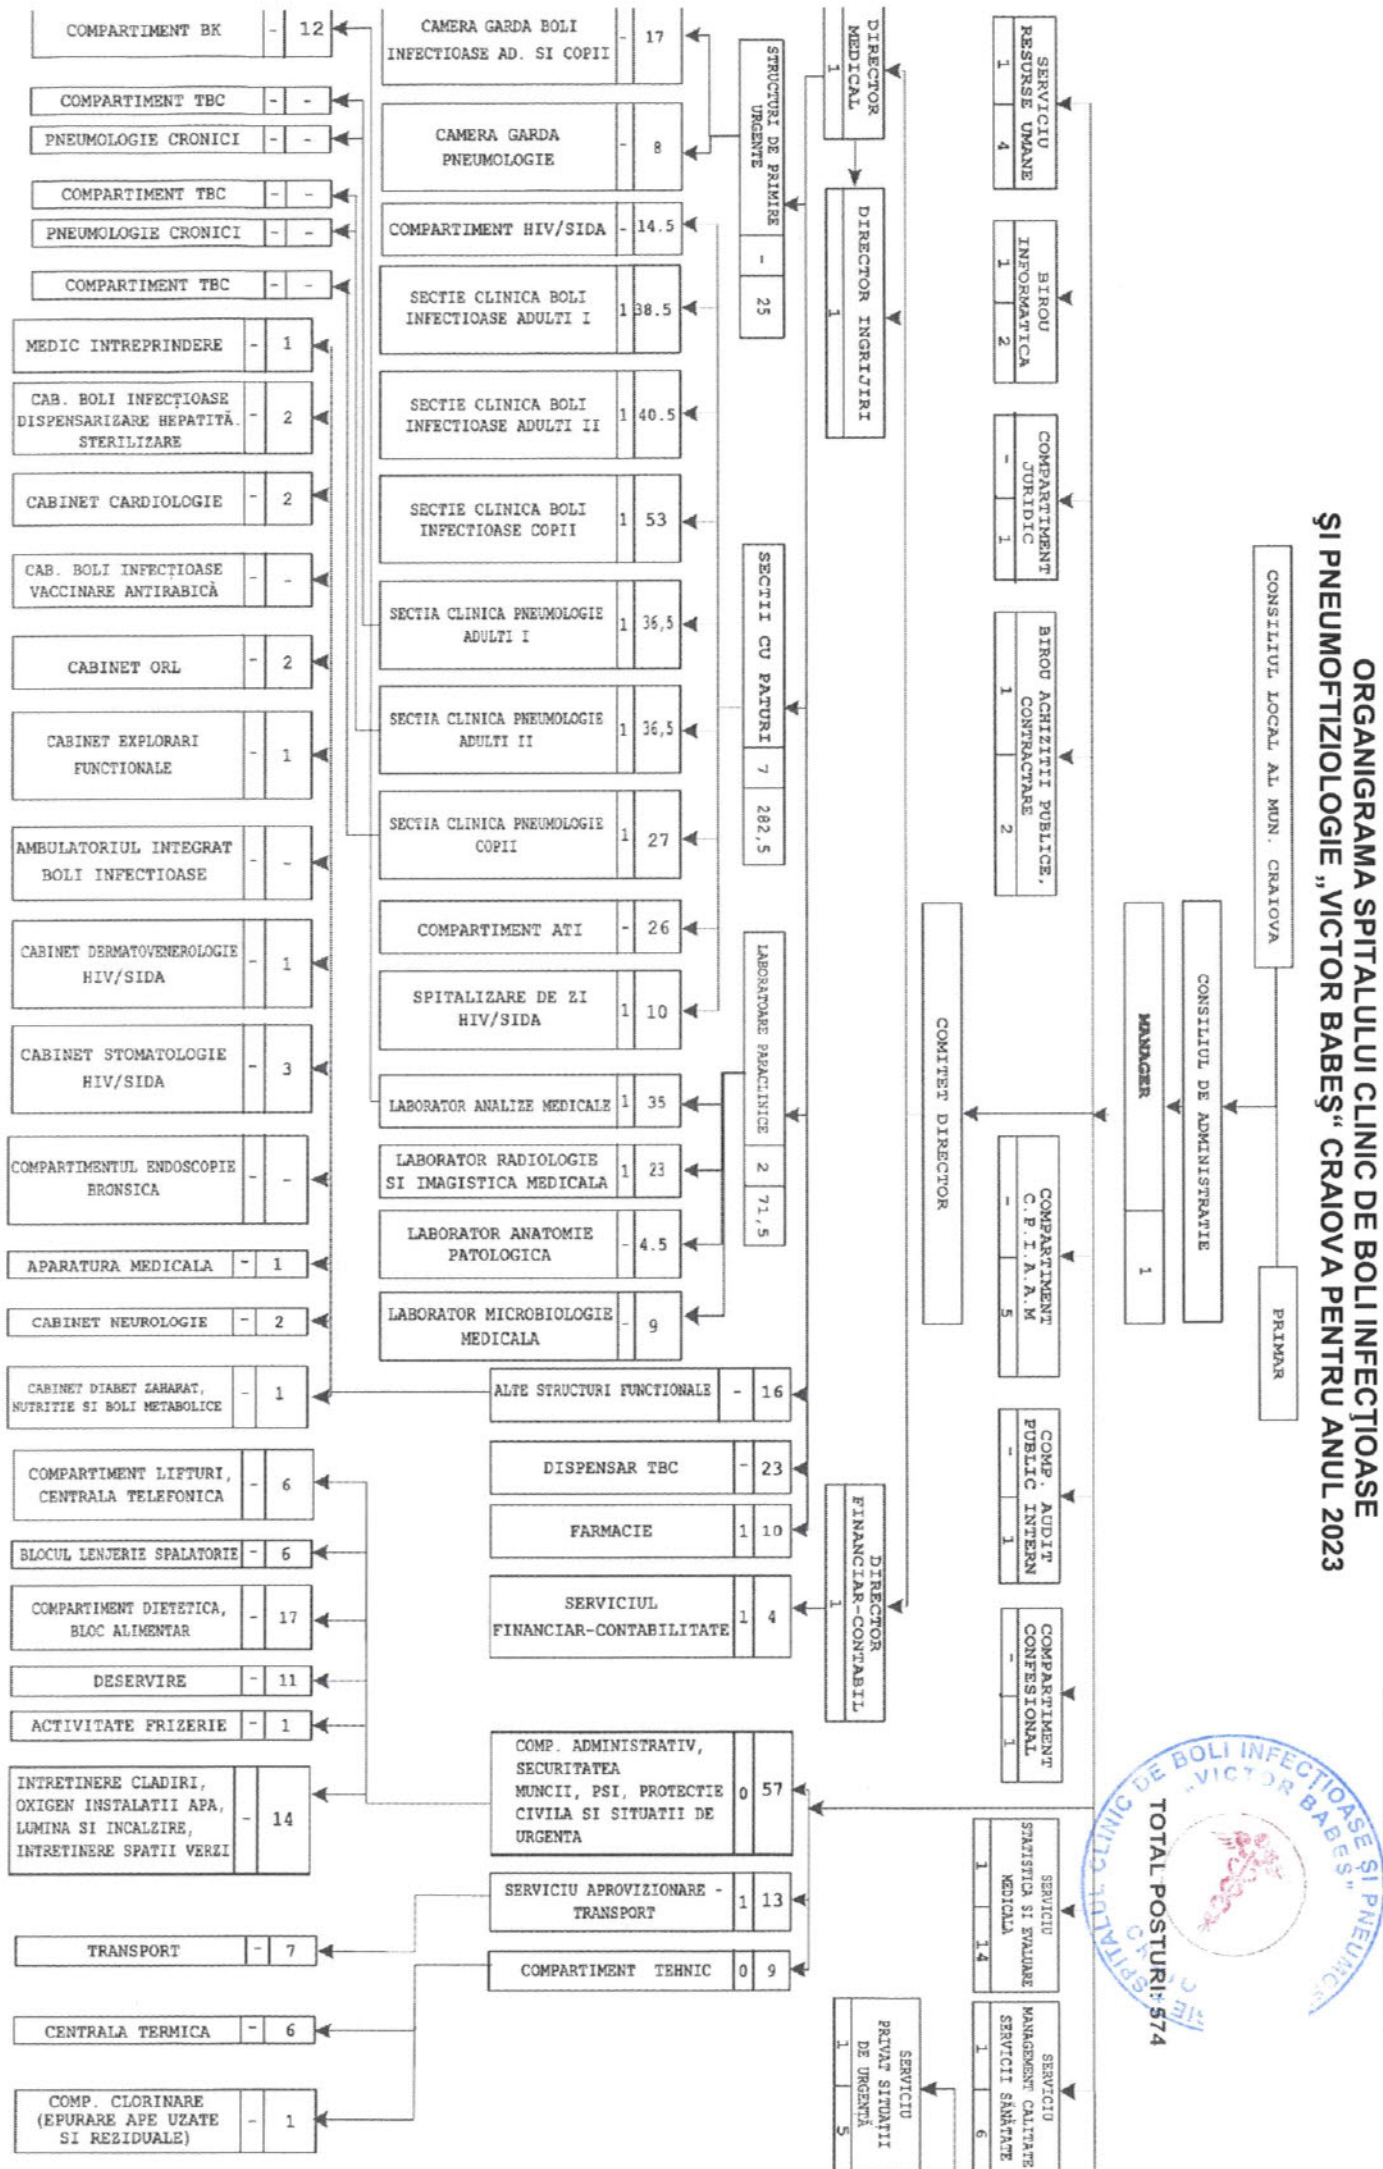 ORGANIGRAMA SPITALULUI CLINIC DE BOLI INFECȚIOASE
ȘI PNEUMOFTIZIOLOGIE „VICTOR BABEȘ“ CRAIOVA PENTRU ANUL 2023
CONSILIUL LOCAL AL MUN. CRAIOVA
PRIMAR
CONSILIUL DE ADMINISTRATIE
MANAGER
1
TOTAL POSTURI: 574
SPITALUL CLINIC DE BOLI INFECȚIOASE ȘI
„VICTOR BABEȘ”
SERVICIU
RESURSE UMANE
1 4
BIROU
INFORMATICA
1 2
COMPARTIMENT
JURIDIC
- 1
BIROU ACHIZITII PUBLICE,
CONTRACTARE
1 2
COMPARTIMENT
C.P.I.A.A.M
- 5
COMP. AUDIT
PUBLIC INTERN
- 1
COMPARTIMENT
CONFESIONAL
- 1
SERVICIU
STATISTICA SI EVALUARE
MEDICALA
1 14
SERVICIU
MANAGEMENT CALITATE
SERVICII SĂNĂTATE
1 6
COMITET DIRECTOR
DIRECTOR
MEDICAL
1
DIRECTOR INGRIJIRI
1
DIRECTOR
FINANCIAR-CONTABIL
1
SERVICIU
PRIVAT SITUAȚII
DE URGENȚĂ
1 5
STRUCTURI DE PRIMIRE
URGENTE
- 25
SECTII CU PATURI 7 282,5
LABORATOARE PARACLINICE 2 71,5
CAMERA GARDA BOLI
INFECTIOASE AD. SI COPII
- 17
CAMERA GARDA
PNEUMOLOGIE
- 8
COMPARTIMENT HIV/SIDA - 14.5
SECTIE CLINICA BOLI
INFECTIOASE ADULTI I
1 38.5
SECTIE CLINICA BOLI
INFECTIOASE ADULTI II
1 40.5
SECTIE CLINICA BOLI
INFECTIOASE COPII
1 53
SECTIA CLINICA PNEUMOLOGIE
ADULTI I
1 36,5
SECTIA CLINICA PNEUMOLOGIE
ADULTI II
1 36,5
SECTIA CLINICA PNEUMOLOGIE
COPII
1 27
COMPARTIMENT ATI - 26
SPITALIZARE DE ZI
HIV/SIDA
1 10
LABORATOR ANALIZE MEDICALE 1 35
LABORATOR RADIOLOGIE
SI IMAGISTICA MEDICALA
1 23
LABORATOR ANATOMIE
PATOLOGICA
- 4.5
LABORATOR MICROBIOLOGIE
MEDICALA
- 9
ALTE STRUCTURI FUNCTIONALE - 16
DISPENSAR TBC - 23
FARMACIE 1 10
SERVICIUL
FINANCIAR-CONTABILITATE
1 4
COMP. ADMINISTRATIV,
SECURITATEA
MUNCII, PSI, PROTECTIE
CIVILA SI SITUATII DE
URGENTA
0 57
SERVICIU APROVIZIONARE -
TRANSPORT
1 13
COMPARTIMENT TEHNIC 0 9
COMPARTIMENT BK - 12
COMPARTIMENT TBC - -
PNEUMOLOGIE CRONICI - -
COMPARTIMENT TBC - -
PNEUMOLOGIE CRONICI - -
COMPARTIMENT TBC - -
MEDIC INTREPRINDERE - 1
CAB. BOLI INFECȚIOASE
DISPENSARIZARE HEPATITĂ.
STERILIZARE
- 2
CABINET CARDIOLOGIE - 2
CAB. BOLI INFECȚIOASE
VACCINARE ANTIRABICĂ
- -
CABINET ORL - 2
CABINET EXPLORARI
FUNCTIONALE
- 1
AMBULATORIUL INTEGRAT
BOLI INFECTIOASE
- -
CABINET DERMATOVENEROLOGIE
HIV/SIDA
- 1
CABINET STOMATOLOGIE
HIV/SIDA
- 3
COMPARTIMENTUL ENDOSCOPIE
BRONSICA
- -
APARATURA MEDICALA - 1
CABINET NEUROLOGIE - 2
CABINET DIABET ZAHARAT,
NUTRITIE SI BOLI METABOLICE
- 1
COMPARTIMENT LIFTURI,
CENTRALA TELEFONICA
- 6
BLOCUL LENJERIE SPALATORIE - 6
COMPARTIMENT DIETETICA,
BLOC ALIMENTAR
- 17
DESERVIRE - 11
ACTIVITATE FRIZERIE - 1
INTRETINERE CLADIRI,
OXIGEN INSTALATII APA,
LUMINA SI INCALZIRE,
INTRETINERE SPATII VERZI
- 14
TRANSPORT - 7
CENTRALA TERMICA - 6
COMP. CLORINARE
(EPURARE APE UZATE
SI REZIDUALE)
- 1